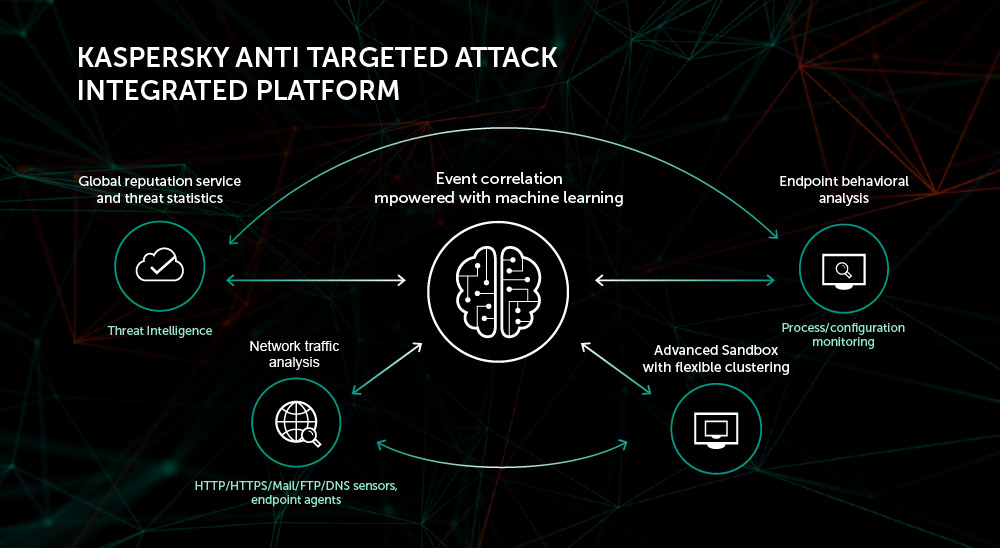 KASPERSKY ANTI TARGETED ATTACK
INTEGRATED PLATFORM
Global reputation service
and threat statistics
Event correlation
mpowered with machine learning
Endpoint behavioral
analysis
Threat Intelligence
Process/configuration
monitoring
Network traffic
analysis
Advanced Sandbox
with flexible clustering
HTTP/HTTPS/Mail/FTP/DNS sensors,
endpoint agents